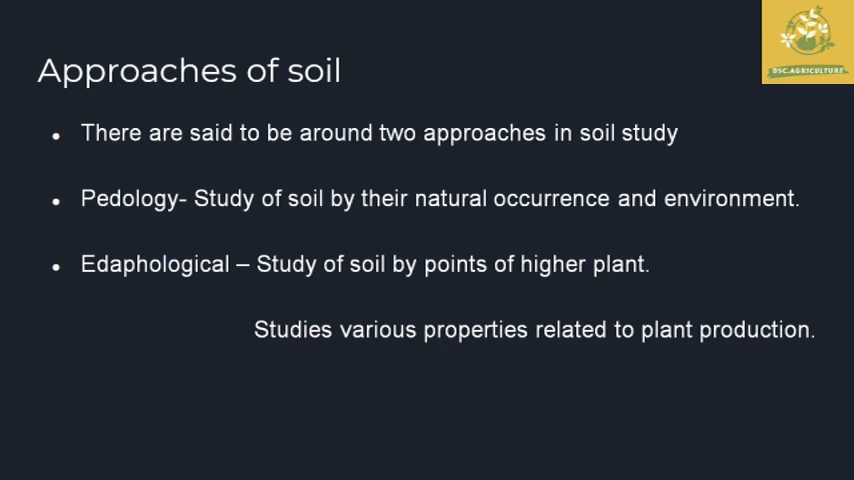 DSC.AGRICULTURE
Approaches of soil
• There are said to be around two approaches in soil study
• Pedology- Study of soil by their natural occurrence and environment.
• Edaphological – Study of soil by points of higher plant.
Studies various properties related to plant production.